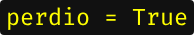 perdio = True